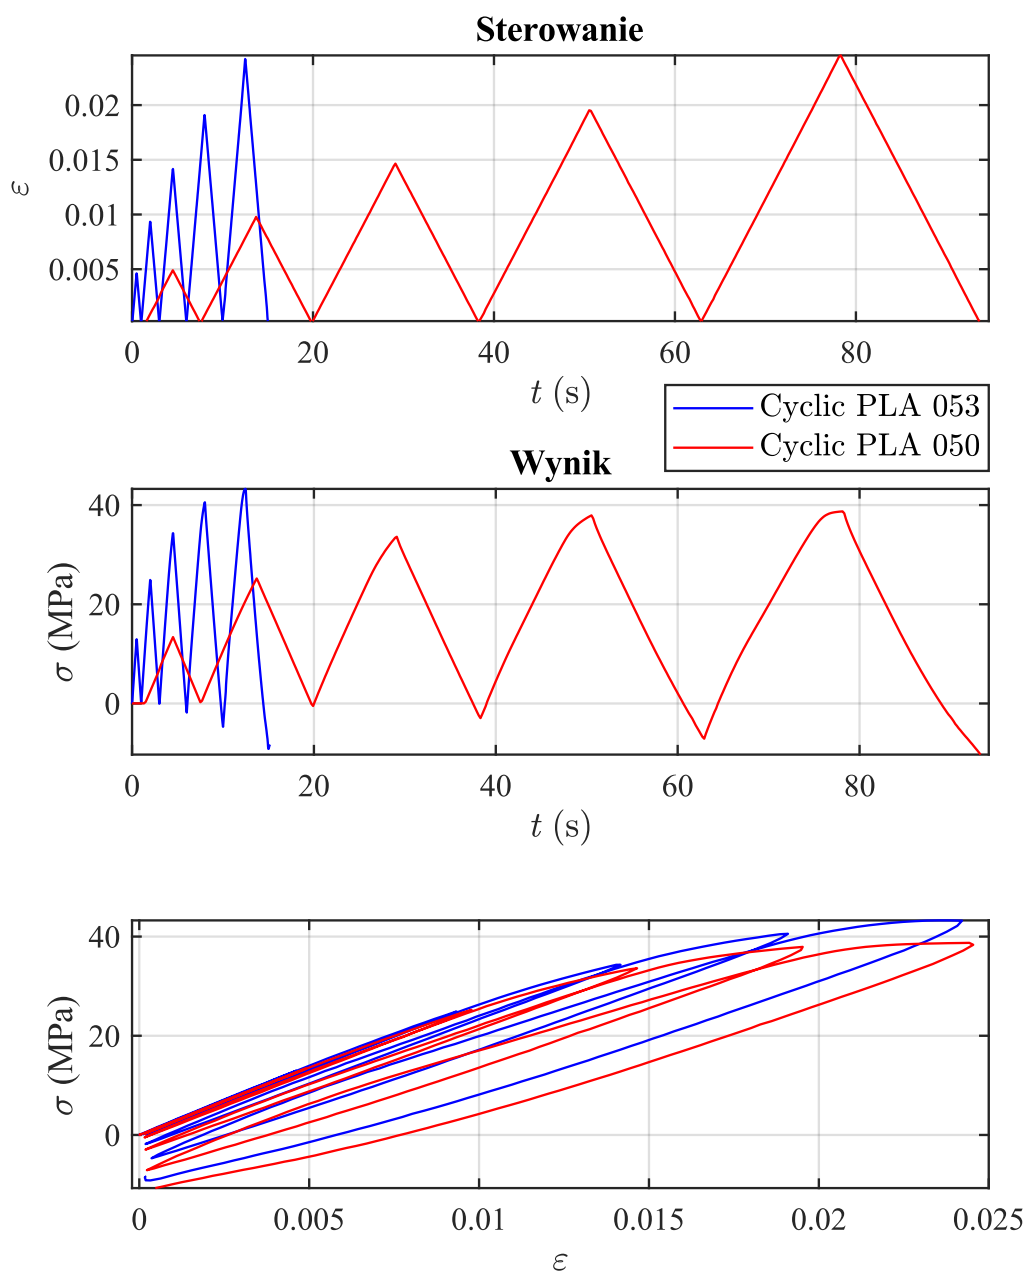 Sterowanie
0.02
0.015
0.01
0.005
ε
0 20 40 60 80
t (s)
Cyclic PLA 053
Cyclic PLA 050
Wynik
40
20
0
σ (MPa)
0 20 40 60 80
t (s)
40
20
0
σ (MPa)
0 0.005 0.01 0.015 0.02 0.025
ε